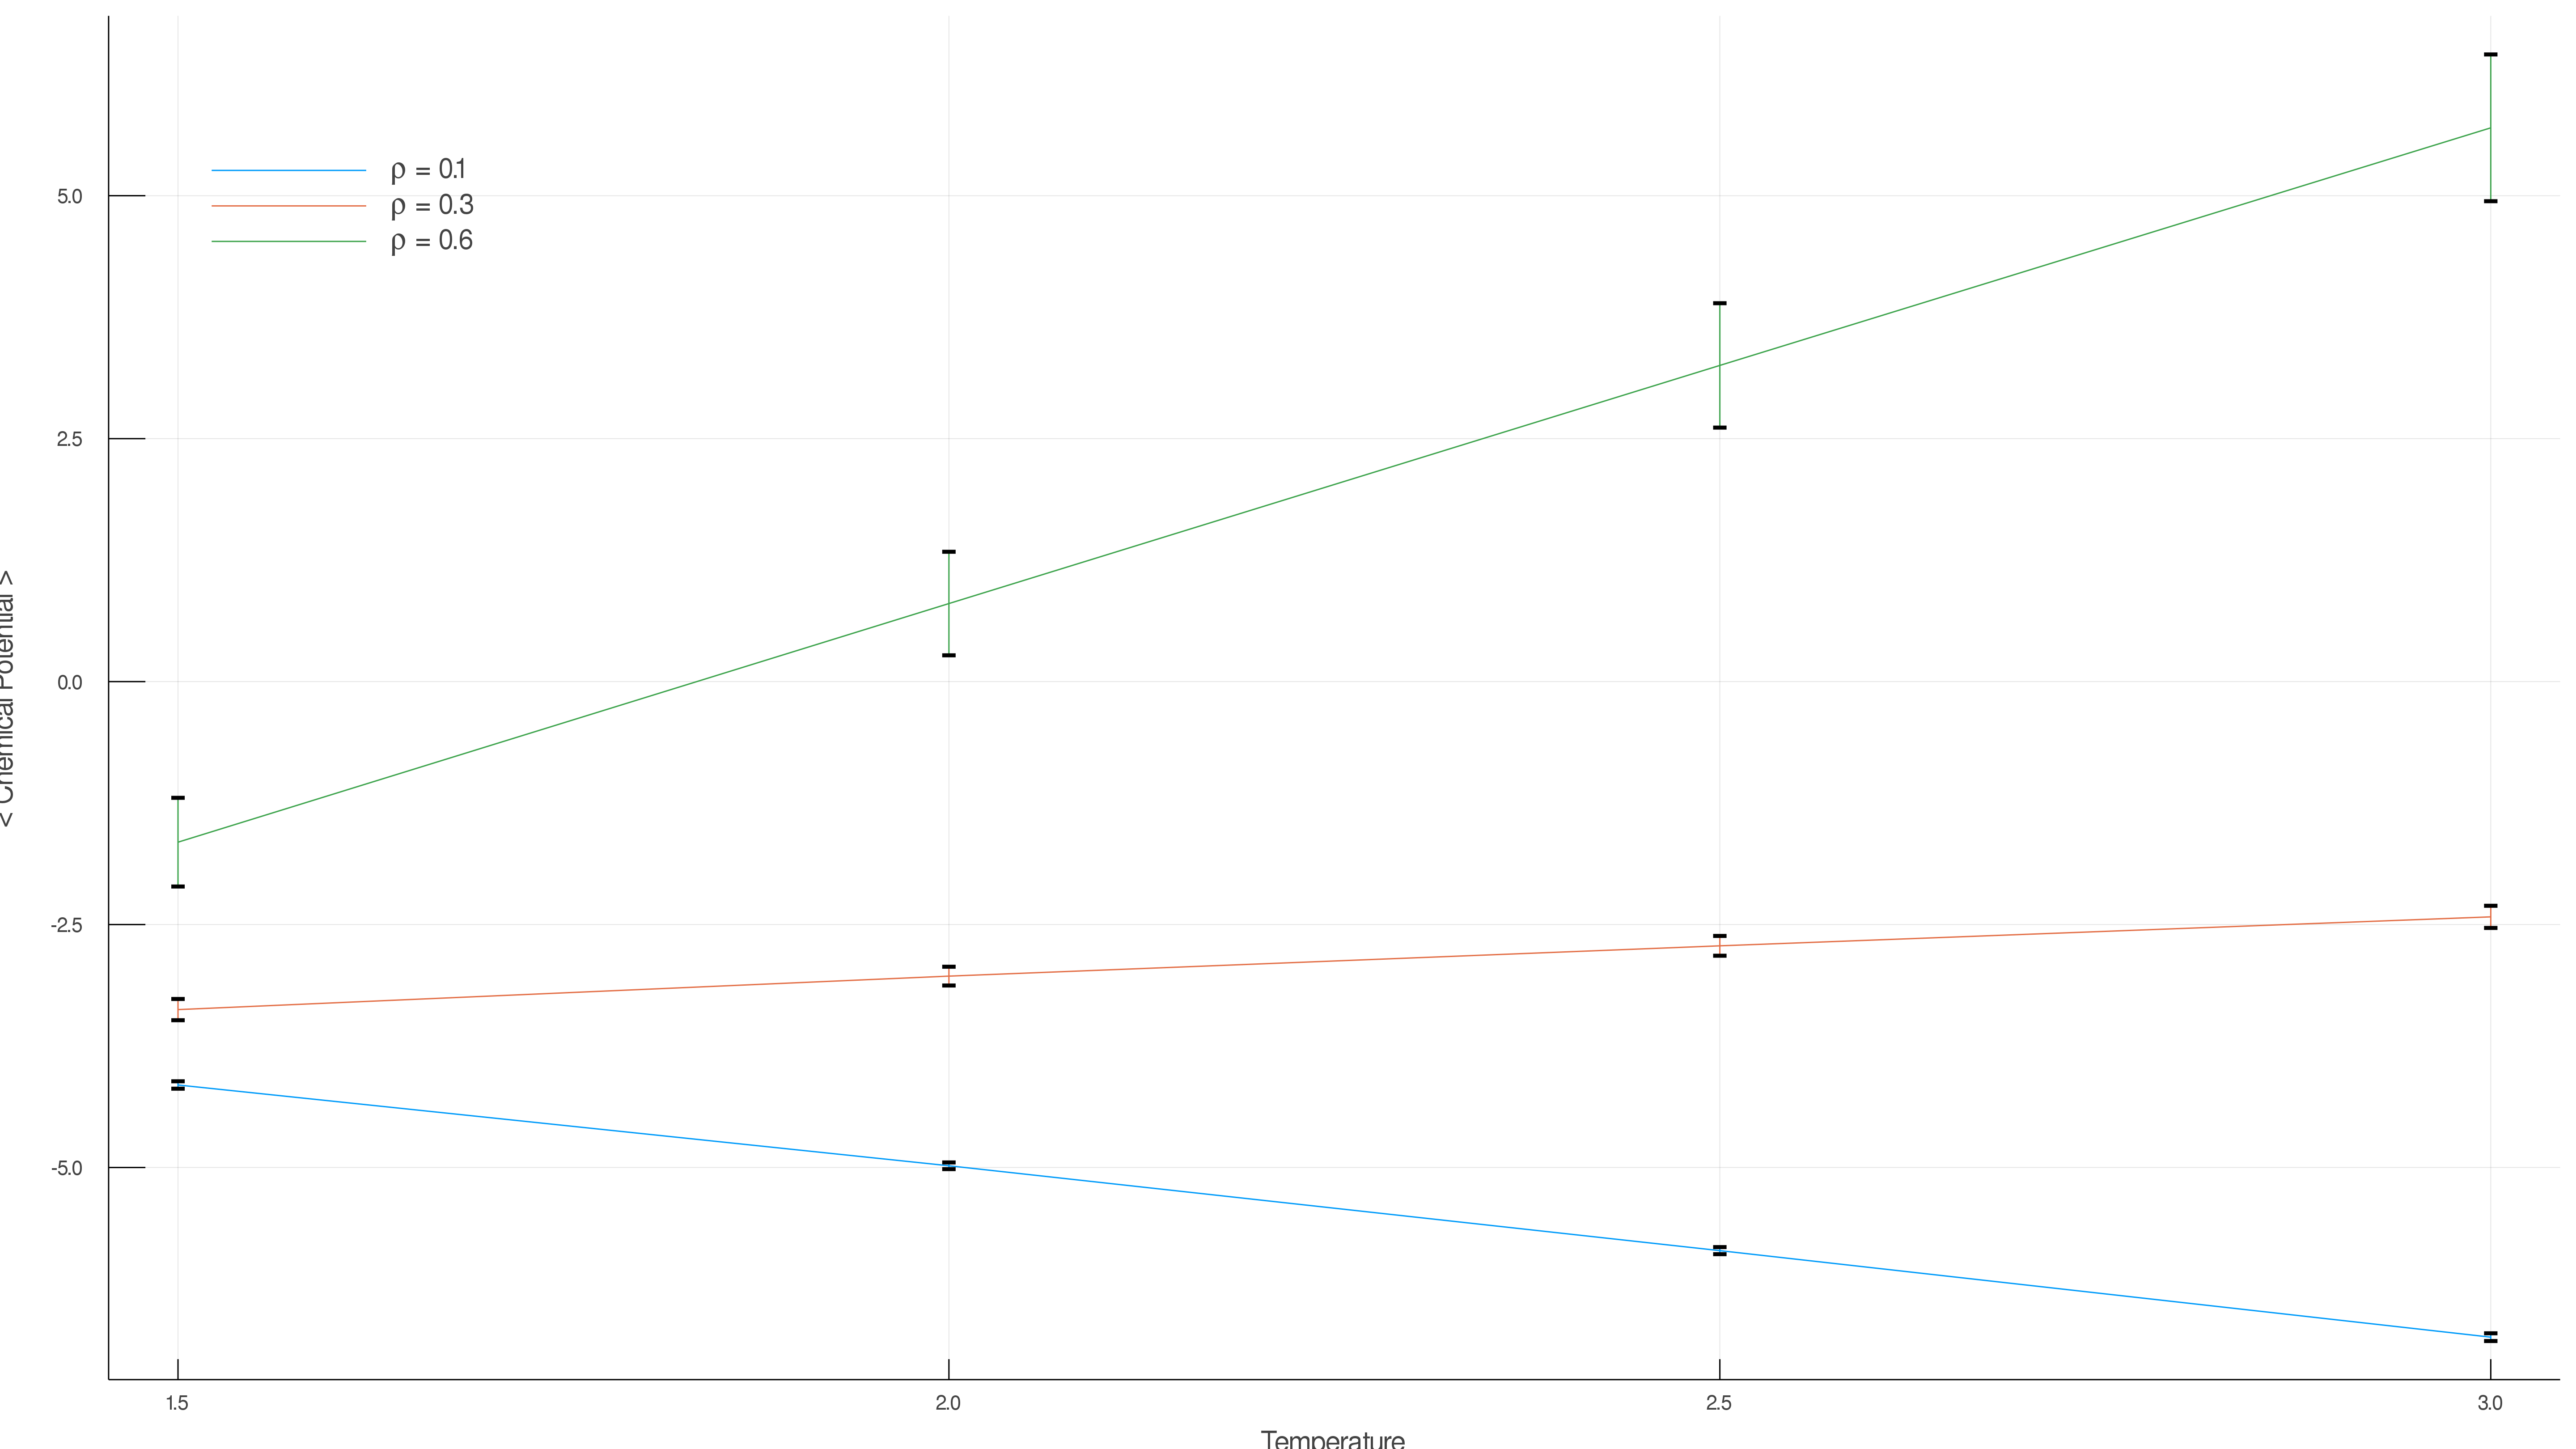 ρ = 0.1
ρ = 0.3
ρ = 0.6
5.0
2.5
0.0
-2.5
-5.0
< Chemical Potential >
1.5 2.0 2.5 3.0
Temperature